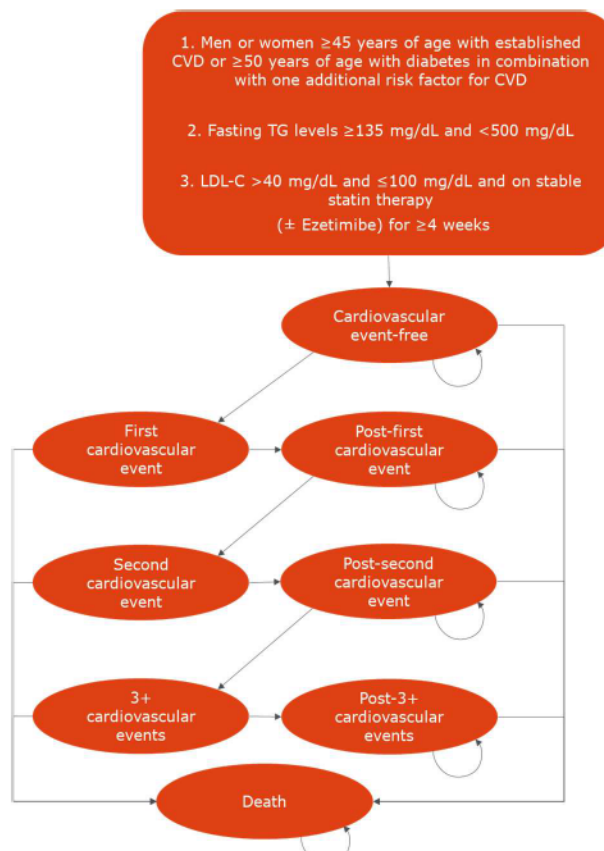 1. Men or women ≥45 years of age with established
CVD or ≥50 years of age with diabetes in combination
with one additional risk factor for CVD
2. Fasting TG levels ≥135 mg/dL and <500 mg/dL
3. LDL-C >40 mg/dL and ≤100 mg/dL and on stable
statin therapy
(± Ezetimibe) for ≥4 weeks
Cardiovascular
event-free
First
cardiovascular
event
Post-first
cardiovascular
event
Second
cardiovascular
event
Post-second
cardiovascular
event
3+
cardiovascular
events
Post-3+
cardiovascular
events
Death